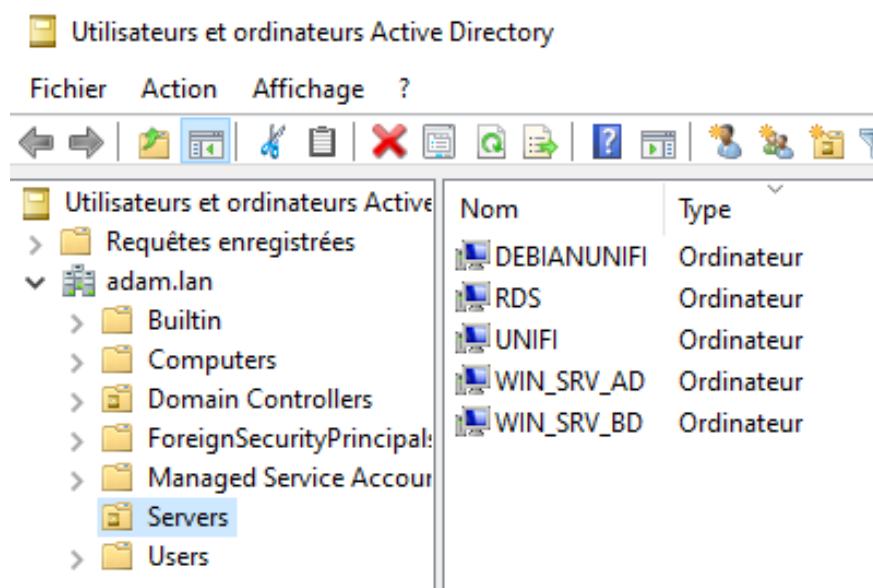 Utilisateurs et ordinateurs Active Directory
Fichier Action Affichage ?
Utilisateurs et ordinateurs Active
Requêtes enregistrées
adam.lan
Builtin
Computers
Domain Controllers
ForeignSecurityPrincipals
Managed Service Accour
Servers
Users
Nom Type
DEBIANUNIFI Ordinateur
RDS Ordinateur
UNIFI Ordinateur
WIN_SRV_AD Ordinateur
WIN_SRV_BD Ordinateur